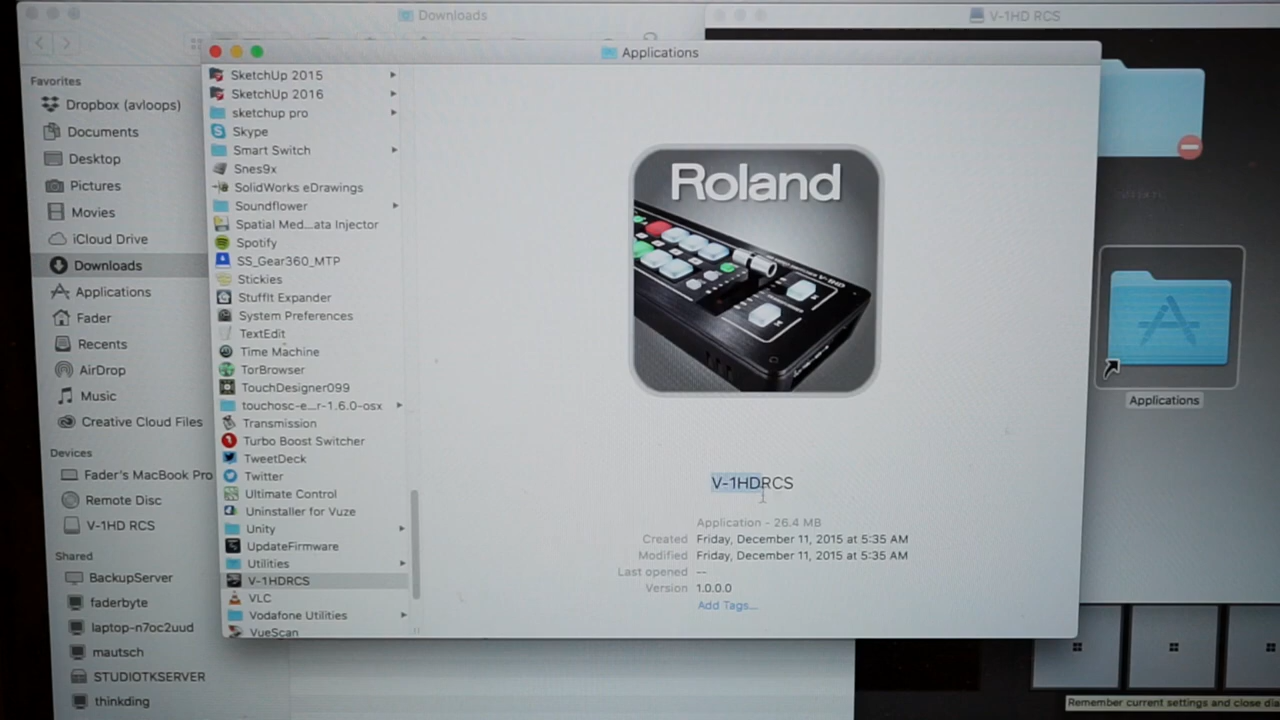 Downloads
V-1HD RCS
Applications
Favorites
Dropbox (avloops)
Documents
Desktop
Pictures
Movies
iCloud Drive
Downloads
Applications
Fader
Recents
AirDrop
Music
Creative Cloud Files
Devices
Fader's MacBook Pro
Remote Disc
V-1HD RCS
Shared
BackupServer
faderbyte
laptop-n7oc2uud
mautsch
STUDIOTKSERVER
thinkding
SketchUp 2015
SketchUp 2016
sketchup pro
Skype
Smart Switch
Snes9x
SolidWorks eDrawings
Soundflower
Spatial Med...ata Injector
Spotify
SS_Gear360_MTP
Stickies
StuffIt Expander
System Preferences
TextEdit
Time Machine
TorBrowser
TouchDesigner099
touchosc-e...r-1.6.0-osx
Transmission
Turbo Boost Switcher
TweetDeck
Twitter
Ultimate Control
Uninstaller for Vuze
Unity
UpdateFirmware
Utilities
V-1HDRCS
VLC
Vodafone Utilities
VueScan
Roland
V-1HD
V-1HDRCS
Application - 26.4 MB
Created Friday, December 11, 2015 at 5:35 AM
Modified Friday, December 11, 2015 at 5:35 AM
Last opened --
Version 1.0.0.0
Add Tags...
Applications
Remember current settings and close